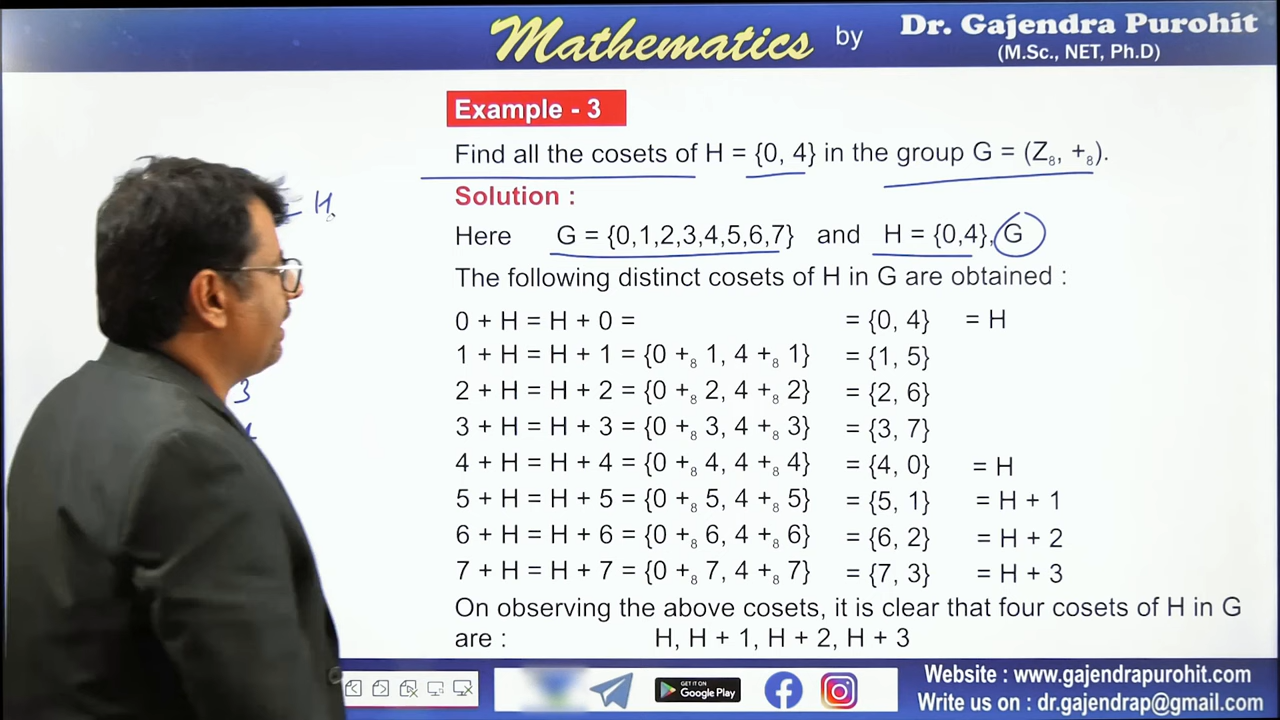 Mathematics by Dr. Gajendra Purohit
(M.Sc., NET, Ph.D)
Example - 3
Find all the cosets of H = {0, 4} in the group G = (Z₈, +₈).
H
Solution :
Here G = {0,1,2,3,4,5,6,7} and H = {0,4}, G
The following distinct cosets of H in G are obtained :
0 + H = H + 0 = = {0, 4} = H
1 + H = H + 1 = {0 +₈ 1, 4 +₈ 1} = {1, 5}
2 + H = H + 2 = {0 +₈ 2, 4 +₈ 2} = {2, 6}
3
3 + H = H + 3 = {0 +₈ 3, 4 +₈ 3} = {3, 7}
4 + H = H + 4 = {0 +₈ 4, 4 +₈ 4} = {4, 0} = H
5 + H = H + 5 = {0 +₈ 5, 4 +₈ 5} = {5, 1} = H + 1
6 + H = H + 6 = {0 +₈ 6, 4 +₈ 6} = {6, 2} = H + 2
7 + H = H + 7 = {0 +₈ 7, 4 +₈ 7} = {7, 3} = H + 3
On observing the above cosets, it is clear that four cosets of H in G
are : H, H + 1, H + 2, H + 3
GET IT ON
Google Play
Website : www.gajendrapurohit.com
Write us on : dr.gajendrap@gmail.com